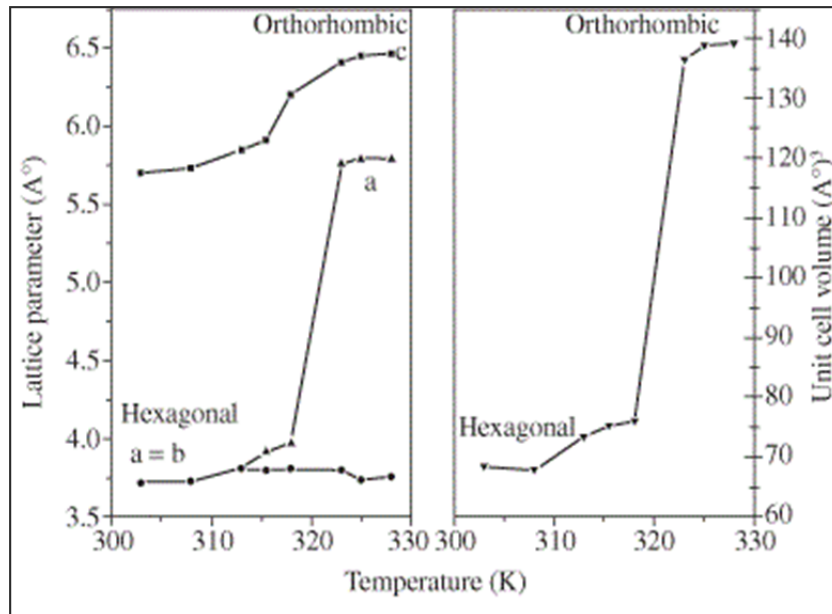 Orthorhombic
c
a
Hexagonal
a = b
6.5
6.0
5.5
5.0
4.5
4.0
3.5
Lattice parameter (A°)
300
310
320
330
Orthorhombic
Hexagonal
140
130
120
110
100
90
80
70
60
Unit cell volume (A°)³
300
310
320
330
Temperature (K)